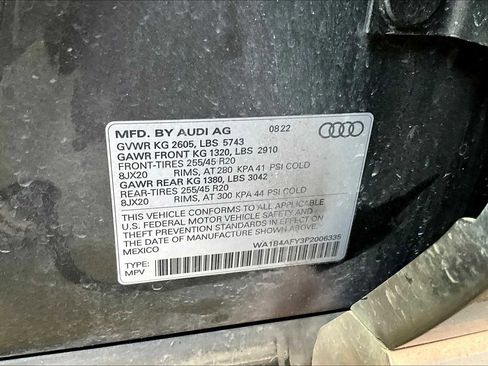 MFD. BY AUDI AG 08 22
GVWR KG 2605, LBS 5743
GAWR FRONT KG 1320, LBS 2910
FRONT-TIRES 255/45 R20
8JX20 RIMS, AT 280 KPA 41 PSI COLD
GAWR REAR KG 1380, LBS 3042
REAR-TIRES 255/45 R20
8JX20 RIMS, AT 300 KPA 44 PSI COLD
THIS VEHICLE CONFORMS TO ALL APPLICABLE
U.S. FEDERAL MOTOR VEHICLE SAFETY AND
THEFT PREVENTION STANDARDS IN EFFECT ON
THE DATE OF MANUFACTURE SHOWN ABOVE.
MEXICO
TYPE: WA1B4AFY3P2006335
MPV